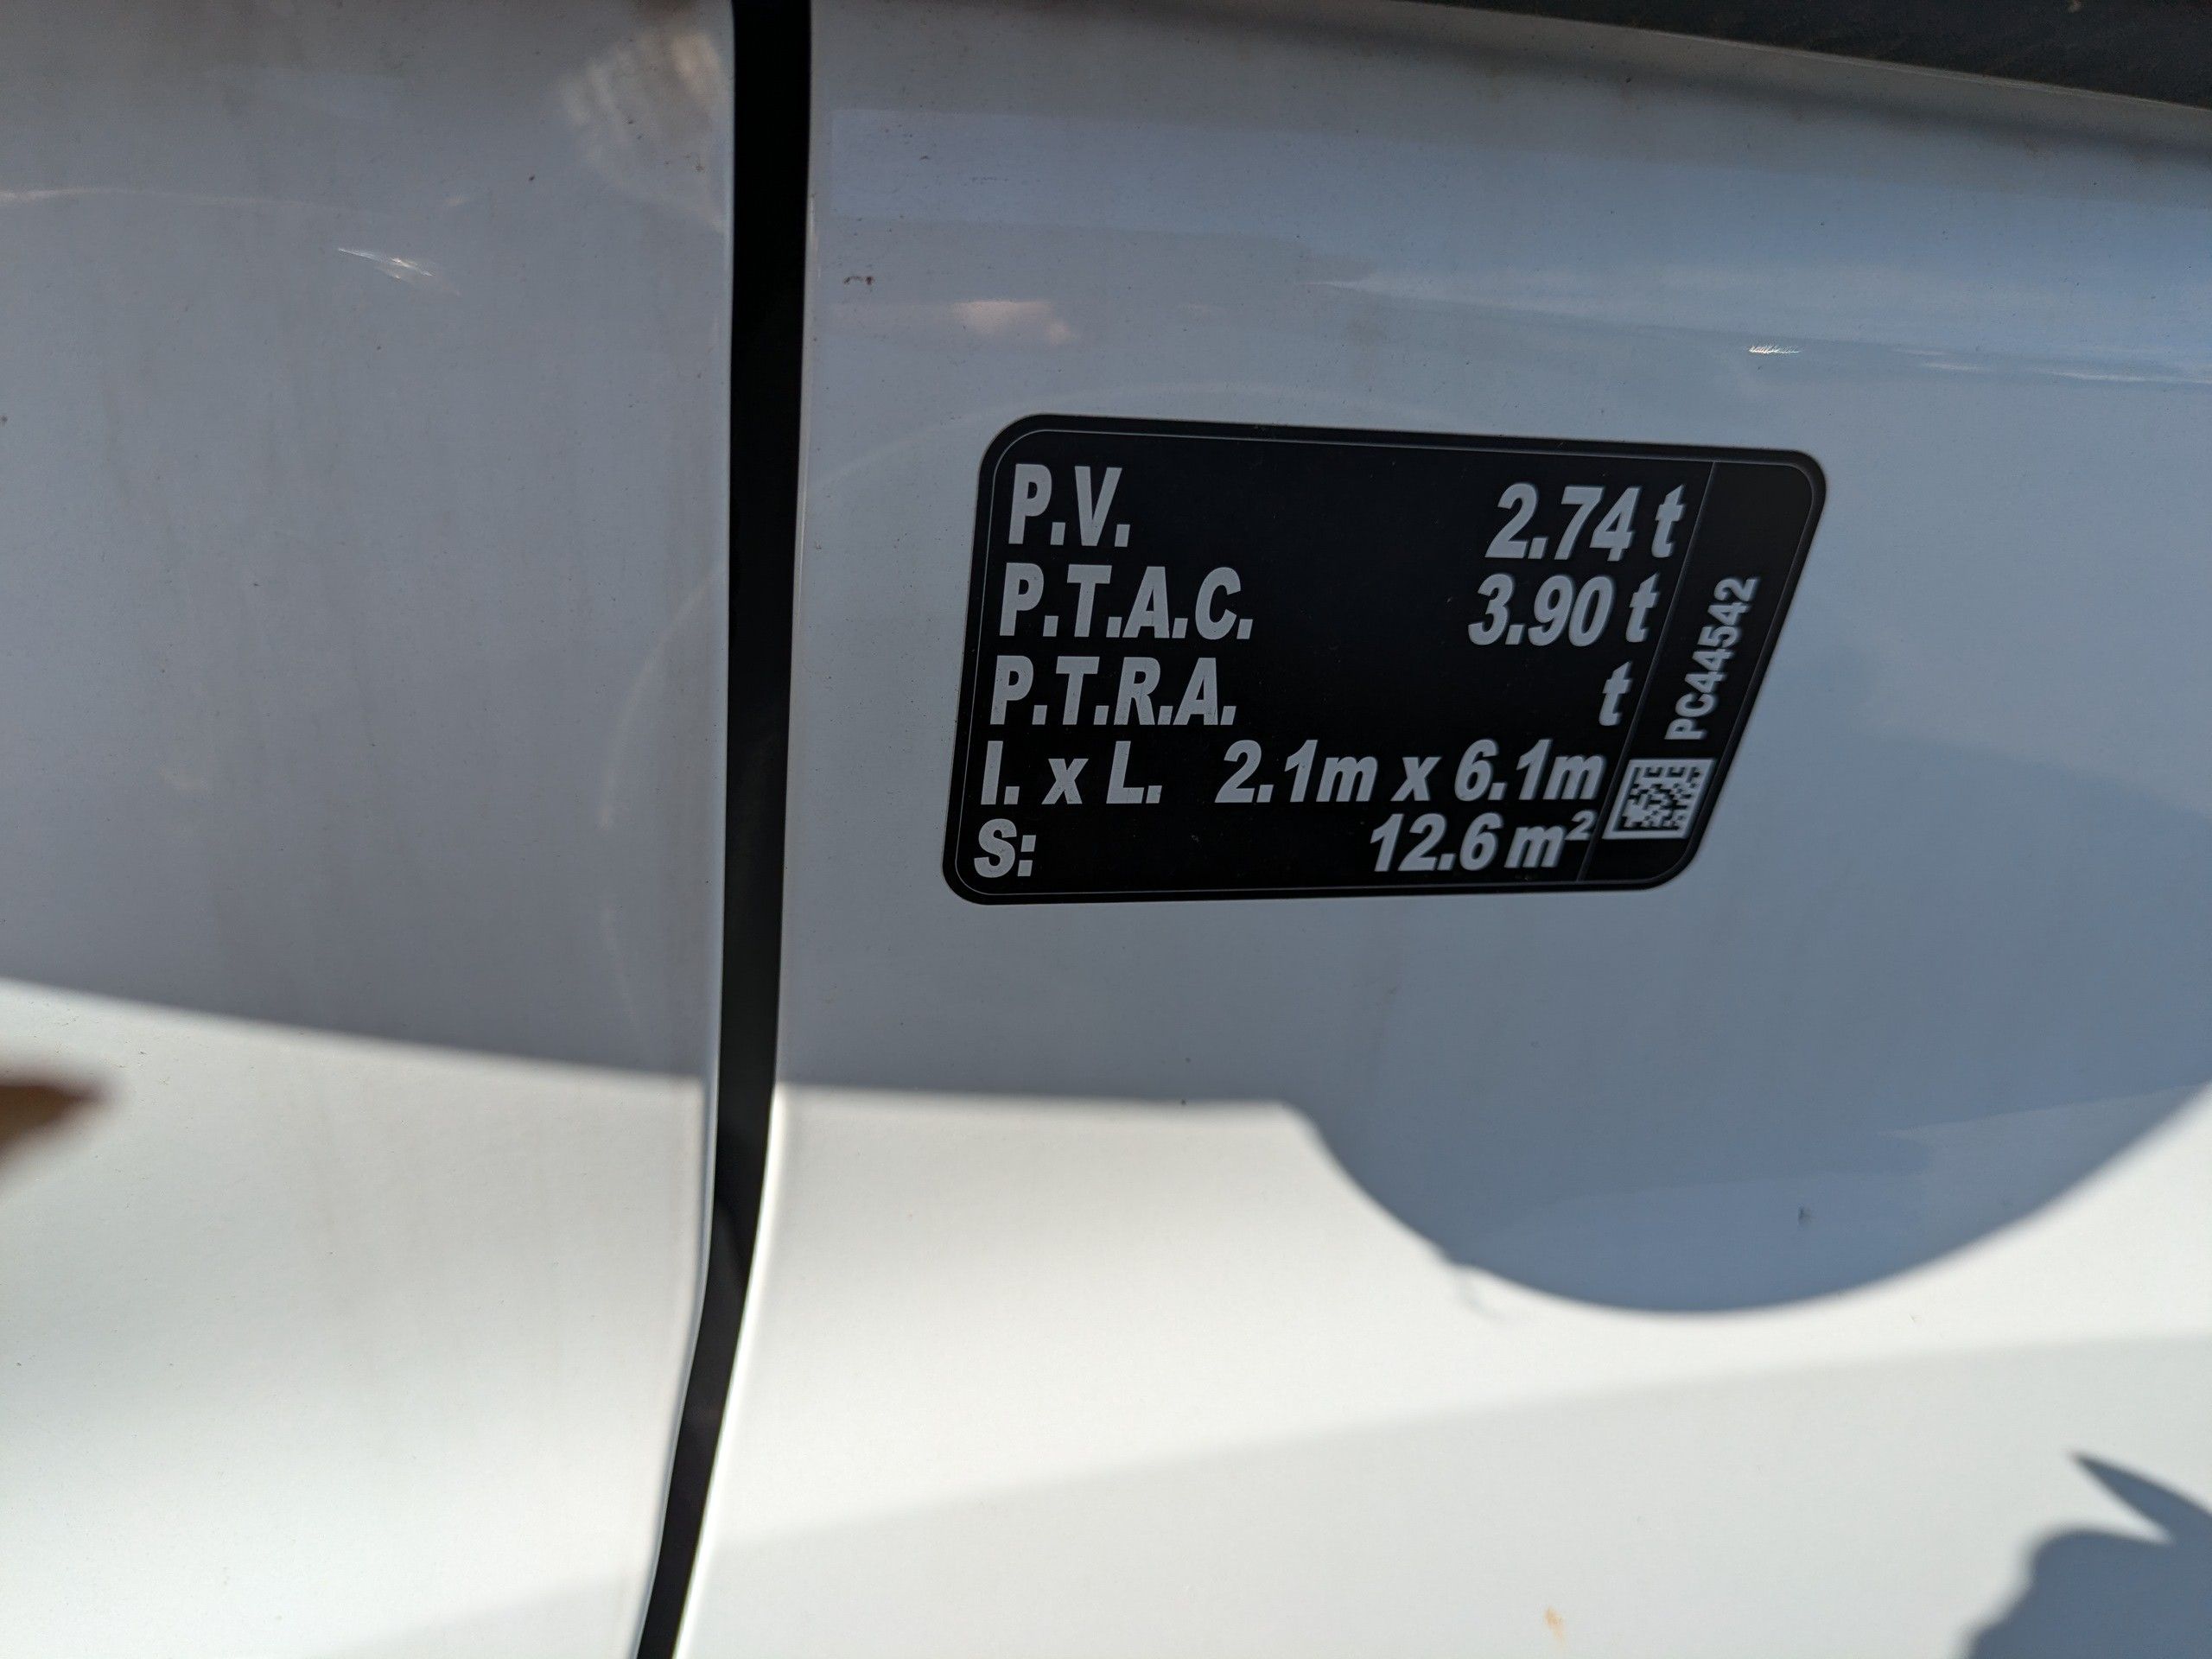 P.V. 2.74 t
P.T.A.C. 3.90 t
P.T.R.A. t
I. x L. 2.1m x 6.1m
S: 12.6 m²
PC44542